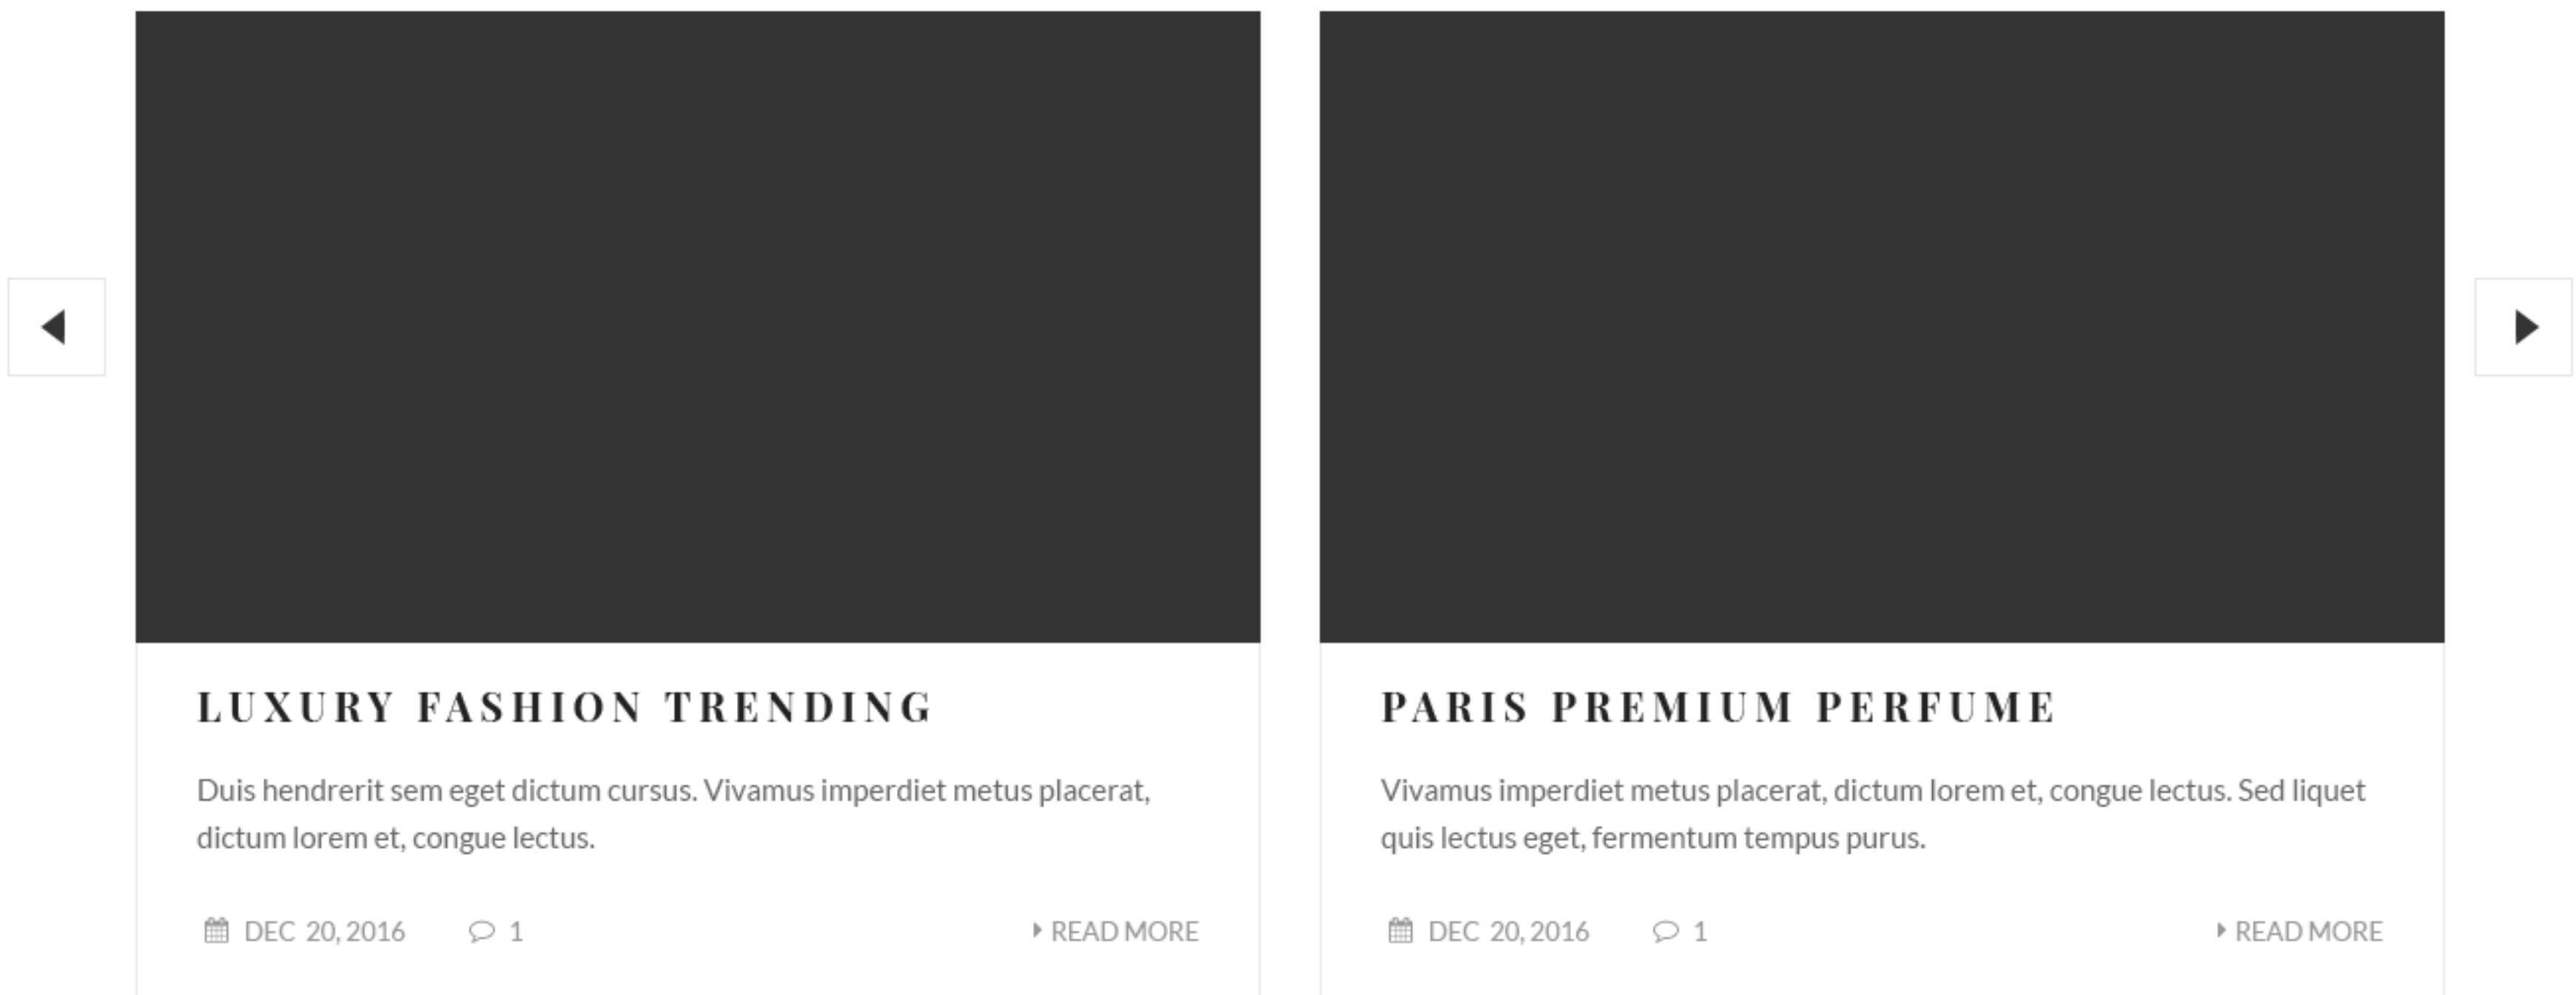 LUXURY FASHION TRENDING
Duis hendrerit sem eget dictum cursus. Vivamus imperdiet metus placerat,
dictum lorem et, congue lectus.
DEC 20, 2016 1 READ MORE
PARIS PREMIUM PERFUME
Vivamus imperdiet metus placerat, dictum lorem et, congue lectus. Sed liquet
quis lectus eget, fermentum tempus purus.
DEC 20, 2016 1 READ MORE